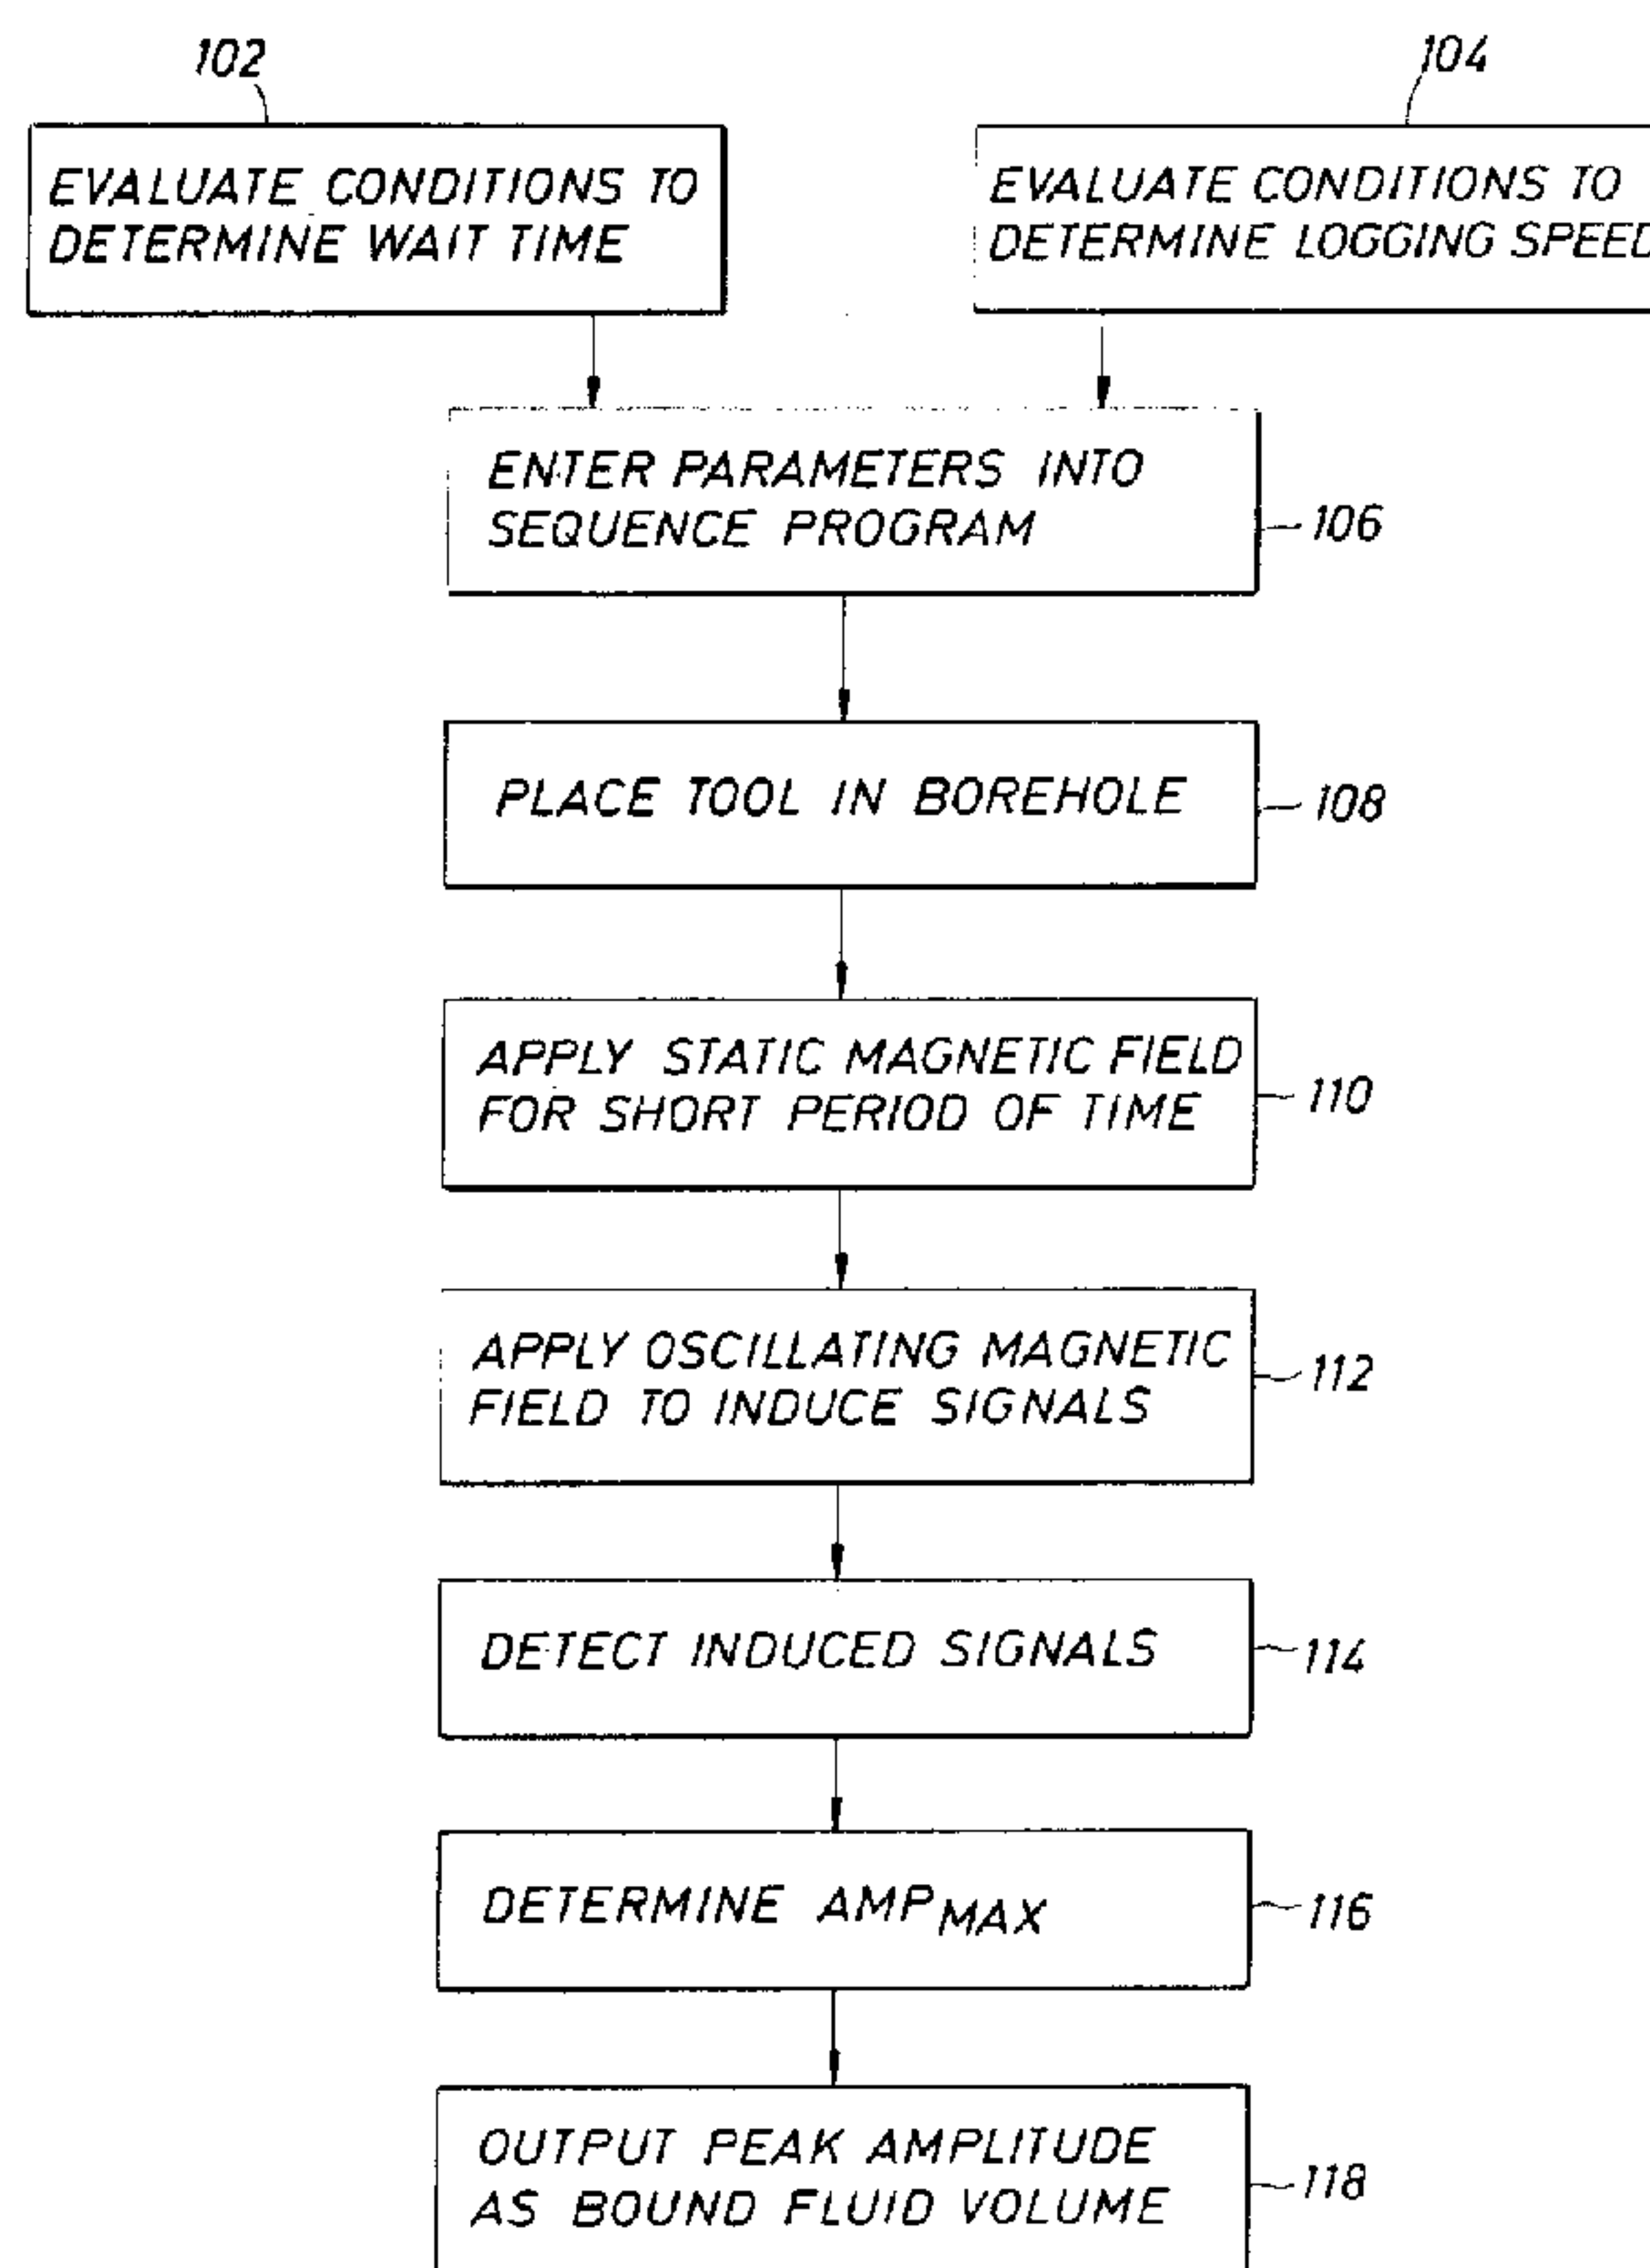 102
104
EVALUATE CONDITIONS TO
DETERMINE WAIT TIME
EVALUATE CONDITIONS TO
DETERMINE LOGGING SPEED
ENTER PARAMETERS INTO
SEQUENCE PROGRAM
106
PLACE TOOL IN BOREHOLE
108
APPLY STATIC MAGNETIC FIELD
FOR SHORT PERIOD OF TIME
110
APPLY OSCILLATING MAGNETIC
FIELD TO INDUCE SIGNALS
112
DETECT INDUCED SIGNALS
114
DETERMINE AMP MAX
116
OUTPUT PEAK AMPLITUDE
AS BOUND FLUID VOLUME
118